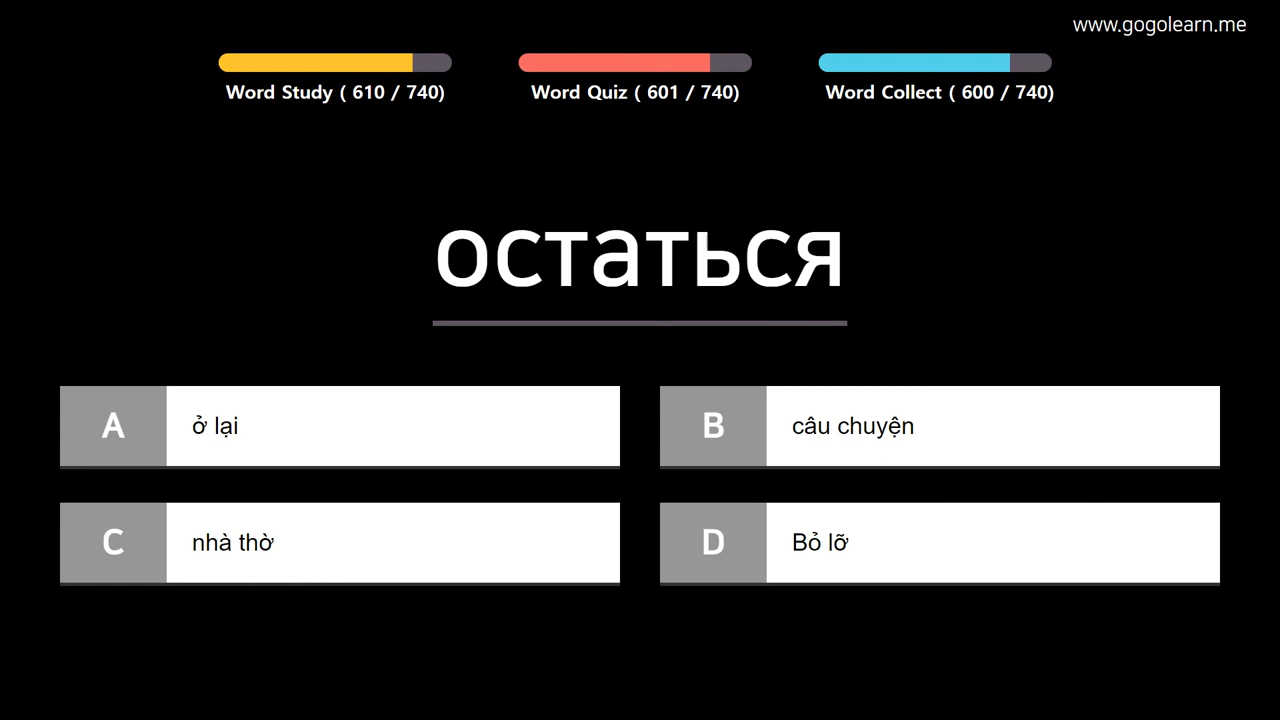 www.gogolearn.me
Word Study ( 610 / 740)
Word Quiz ( 601 / 740)
Word Collect ( 600 / 740)
остаться
A ở lại
B câu chuyện
C nhà thờ
D Bỏ lỡ